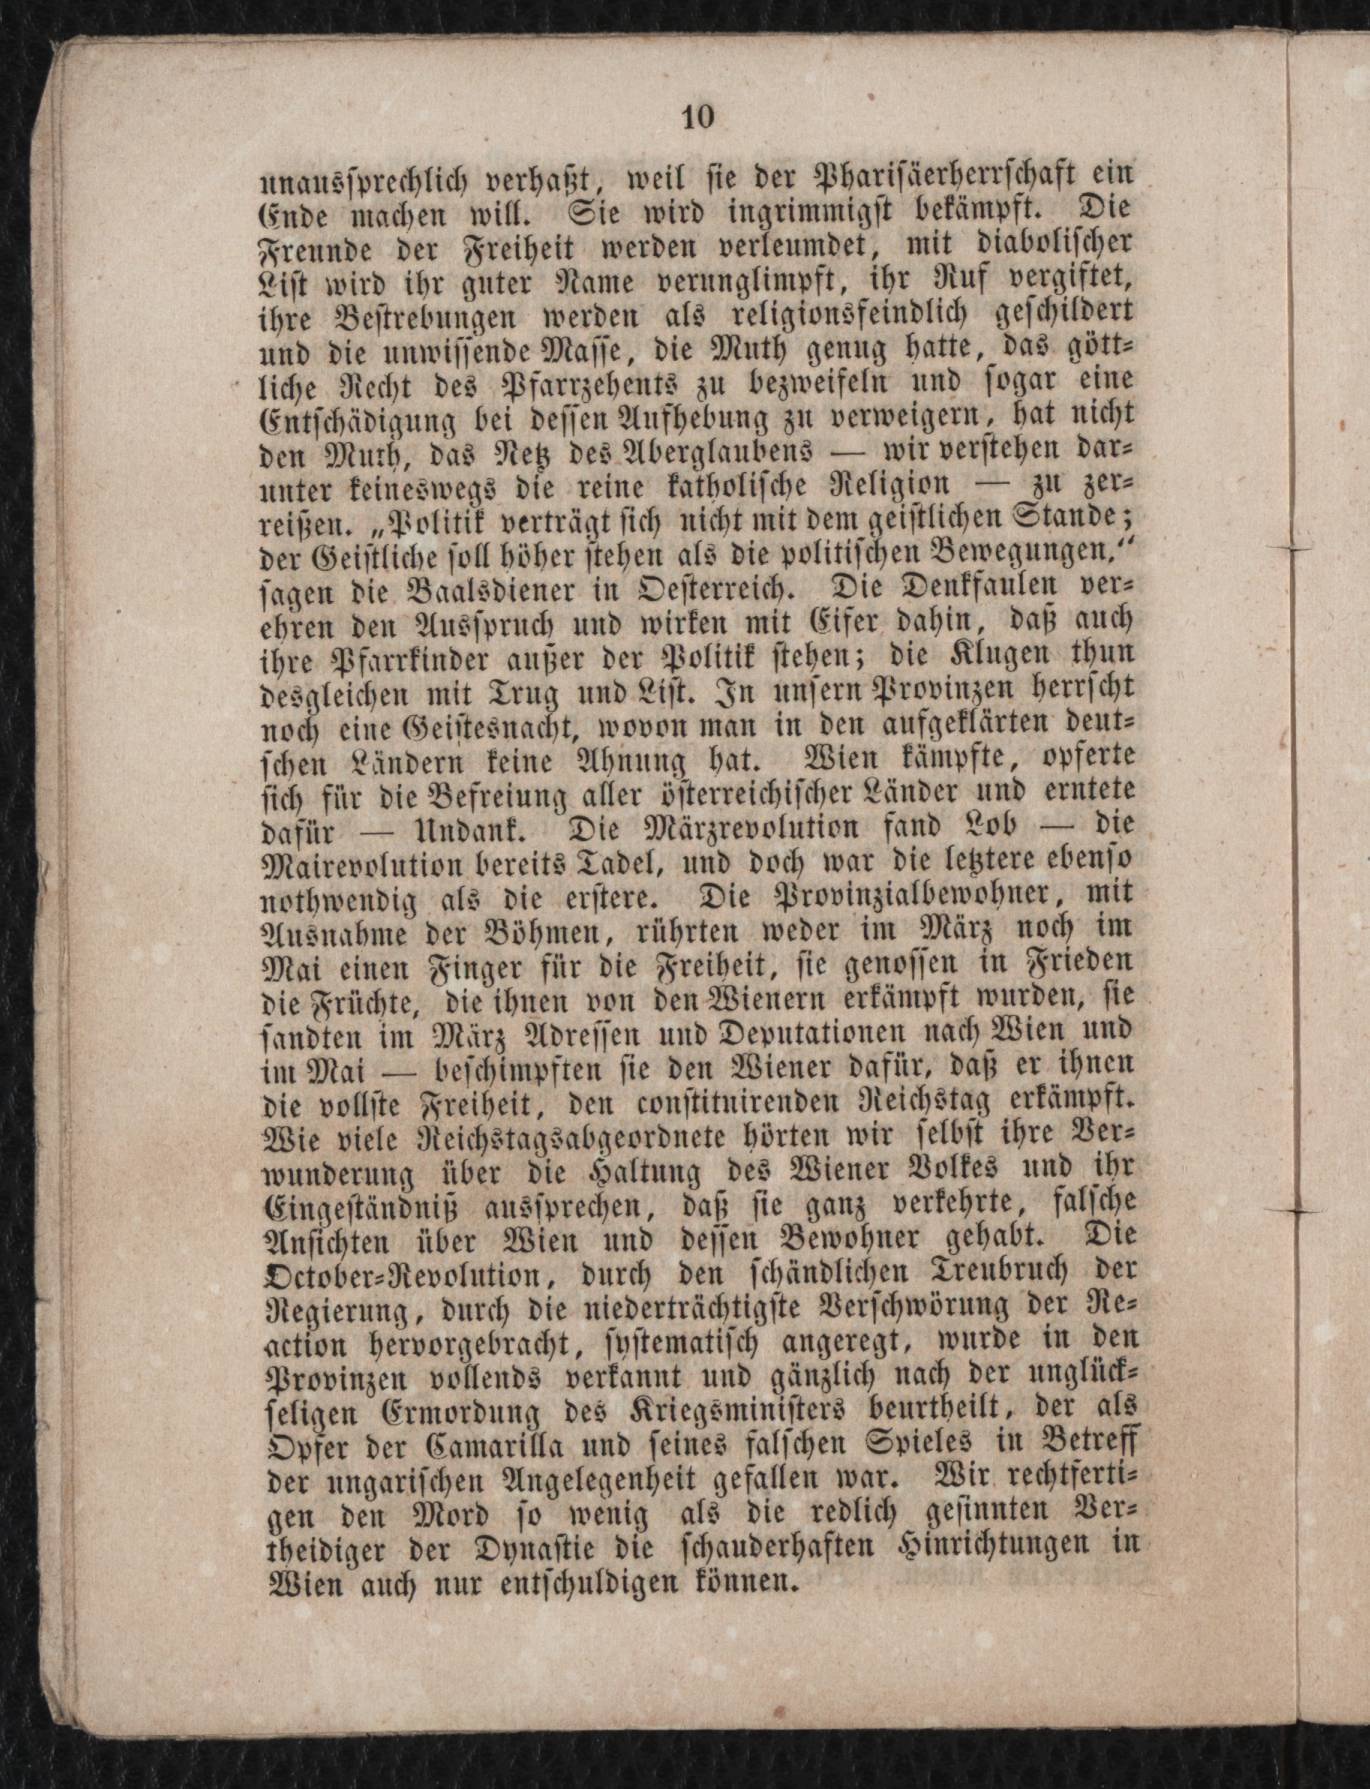 10
unaussprechlich verhaßt, weil sie der Pharisäerherrschaft ein
Ende machen will. Sie wird ingrimmigst bekämpft. Die
Freunde der Freiheit werden verleumdet, mit diabolischer
List wird ihr guter Name verunglimpft, ihr Ruf vergiftet,
ihre Bestrebungen werden als religionsfeindlich geschildert
und die unwissende Masse, die Muth genug hatte, das gött-
liche Recht des Pfarrzehents zu bezweifeln und sogar eine
Entschädigung bei dessen Aufhebung zu verweigern, hat nicht
den Muth, das Netz des Aberglaubens — wir verstehen dar-
unter keineswegs die reine katholische Religion — zu zer-
reißen. „Politik verträgt sich nicht mit dem geistlichen Stande;
der Geistliche soll höher stehen als die politischen Bewegungen,“
sagen die Baalsdiener in Oesterreich. Die Denkfaulen ver-
ehren den Ausspruch und wirken mit Eifer dahin, daß auch
ihre Pfarrkinder außer der Politik stehen; die Klugen thun
desgleichen mit Trug und List. In unsern Provinzen herrscht
noch eine Geistesnacht, wovon man in den aufgeklärten deut-
schen Ländern keine Ahnung hat. Wien kämpfte, opferte
sich für die Befreiung aller österreichischer Länder und erntete
dafür — Undank. Die Märzrevolution fand Lob — die
Mairevolution bereits Tadel, und doch war die letztere ebenso
nothwendig als die erstere. Die Provinzialbewohner, mit
Ausnahme der Böhmen, rührten weder im März noch im
Mai einen Finger für die Freiheit, sie genossen in Frieden
die Früchte, die ihnen von den Wienern erkämpft wurden, sie
sandten im März Adressen und Deputationen nach Wien und
im Mai — beschimpften sie den Wiener dafür, daß er ihnen
die vollste Freiheit, den constituirenden Reichstag erkämpft.
Wie viele Reichstagsabgeordnete hörten wir selbst ihre Ver-
wunderung über die Haltung des Wiener Volkes und ihr
Eingeständniß aussprechen, daß sie ganz verkehrte, falsche
Ansichten über Wien und dessen Bewohner gehabt. Die
October-Revolution, durch den schändlichen Treubruch der
Regierung, durch die niederträchtigste Verschwörung der Re-
action hervorgebracht, systematisch angeregt, wurde in den
Provinzen vollends verkannt und gänzlich nach der unglück-
seligen Ermordung des Kriegsministers beurtheilt, der als
Opfer der Camarilla und seines falschen Spieles in Betreff
der ungarischen Angelegenheit gefallen war. Wir rechtferti-
gen den Mord so wenig als die redlich gesinnten Ver-
theidiger der Dynastie die schauderhaften Hinrichtungen in
Wien auch nur entschuldigen können.